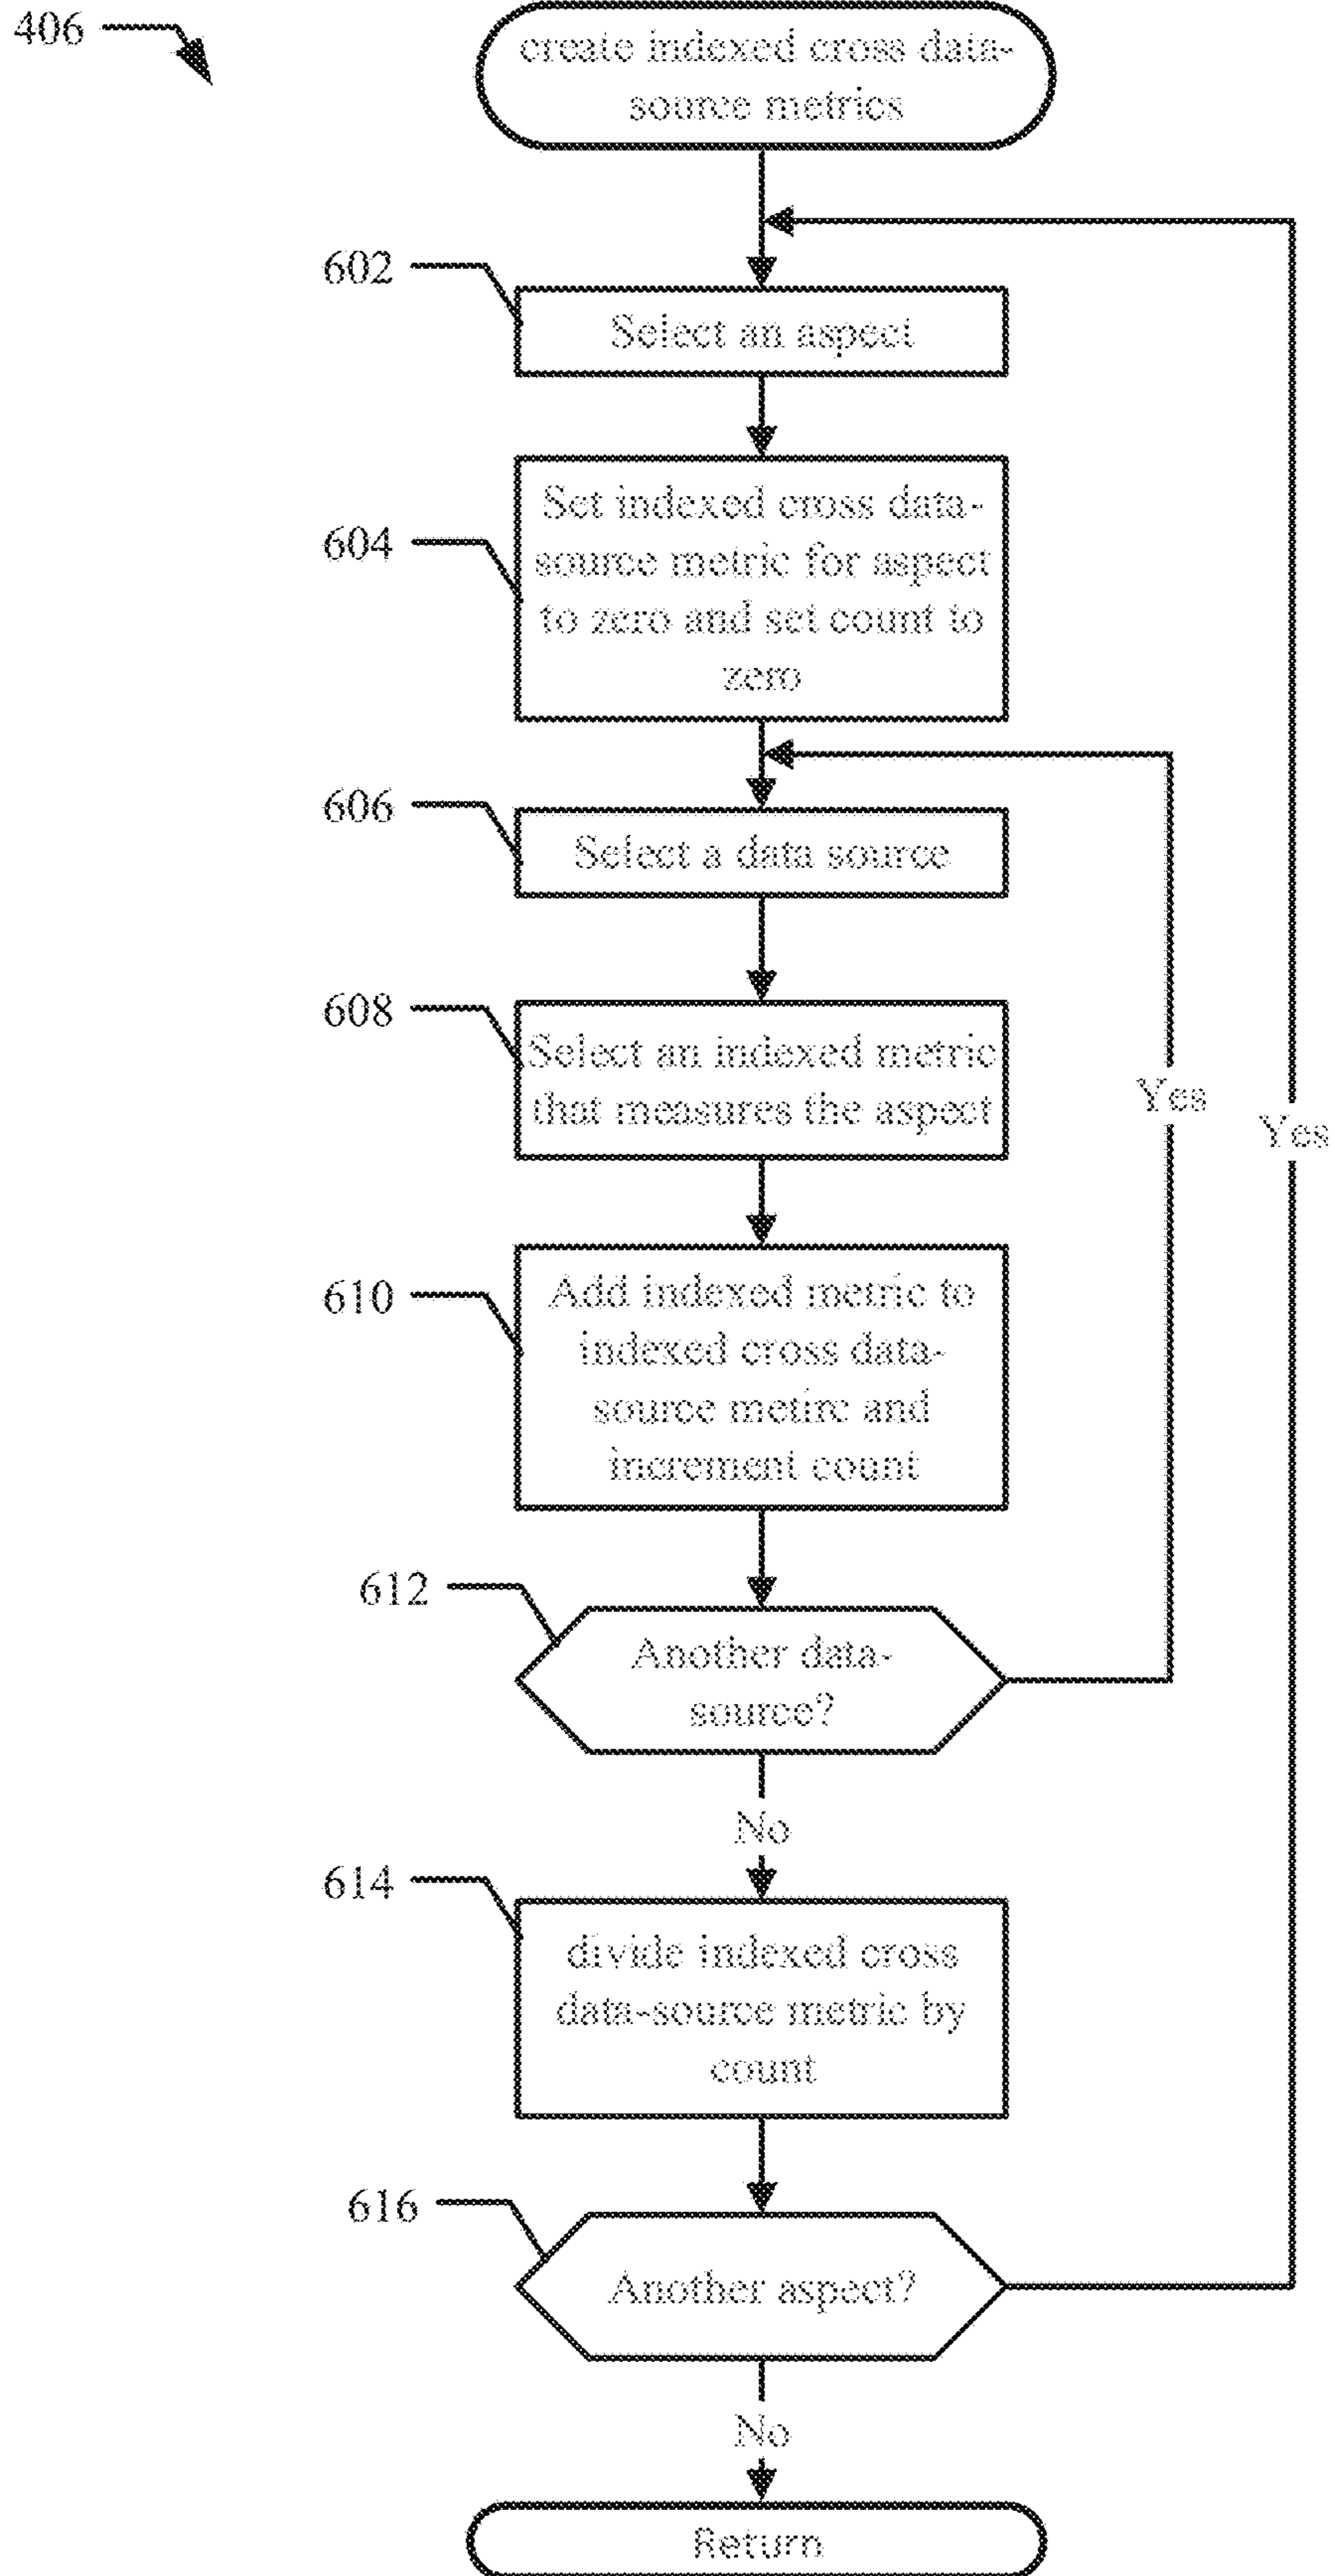 406
create indexed cross data-
source metrics
602
Select an aspect
604
Set indexed cross data-
source metric for aspect
to zero and set count to
zero
606
Select a data source
608
Select an indexed metric
that measures the aspect
Yes
Yes
610
Add indexed metric to
indexed cross data-
source metirc and
increment count
612
Another data-
source?
No
614
divide indexed cross
data-source metric by
count
616
Another aspect?
No
Return